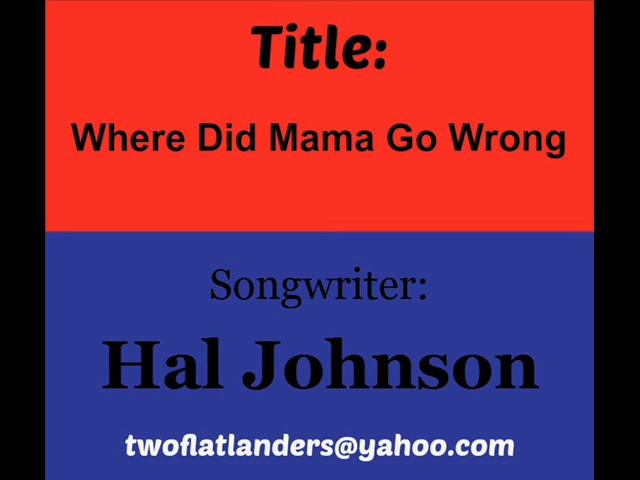 Title:
Where Did Mama Go Wrong
Songwriter:
Hal Johnson
twoflatlanders@yahoo.com